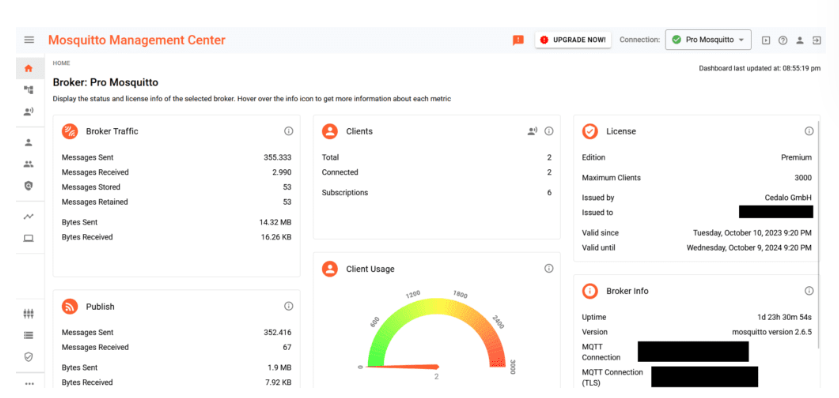 Mosquitto Management Center
UPGRADE NOW!
Connection:
Pro Mosquitto
HOME
Dashboard last updated at: 08:55:19 pm
Broker: Pro Mosquitto
Display the status and license info of the selected broker. Hover over the info icon to get more information about each metric
Broker Traffic
Messages Sent 355.333
Messages Received 2.990
Messages Stored 53
Messages Retained 53
Bytes Sent 14.32 MB
Bytes Received 16.26 KB
Publish
Messages Sent 352.416
Messages Received 67
Bytes Sent 1.9 MB
Bytes Received 7.92 KB
Clients
Total 2
Connected 2
Subscriptions 6
Client Usage
0
600
1200
1800
2400
3000
2
License
Edition Premium
Maximum Clients 3000
Issued by Cedalo GmbH
Issued to
Valid since Tuesday, October 10, 2023 9:20 PM
Valid until Wednesday, October 9, 2024 9:20 PM
Broker Info
Uptime 1d 23h 30m 54s
Version mosquitto version 2.6.5
MQTT
Connection
MQTT Connection
(TLS)